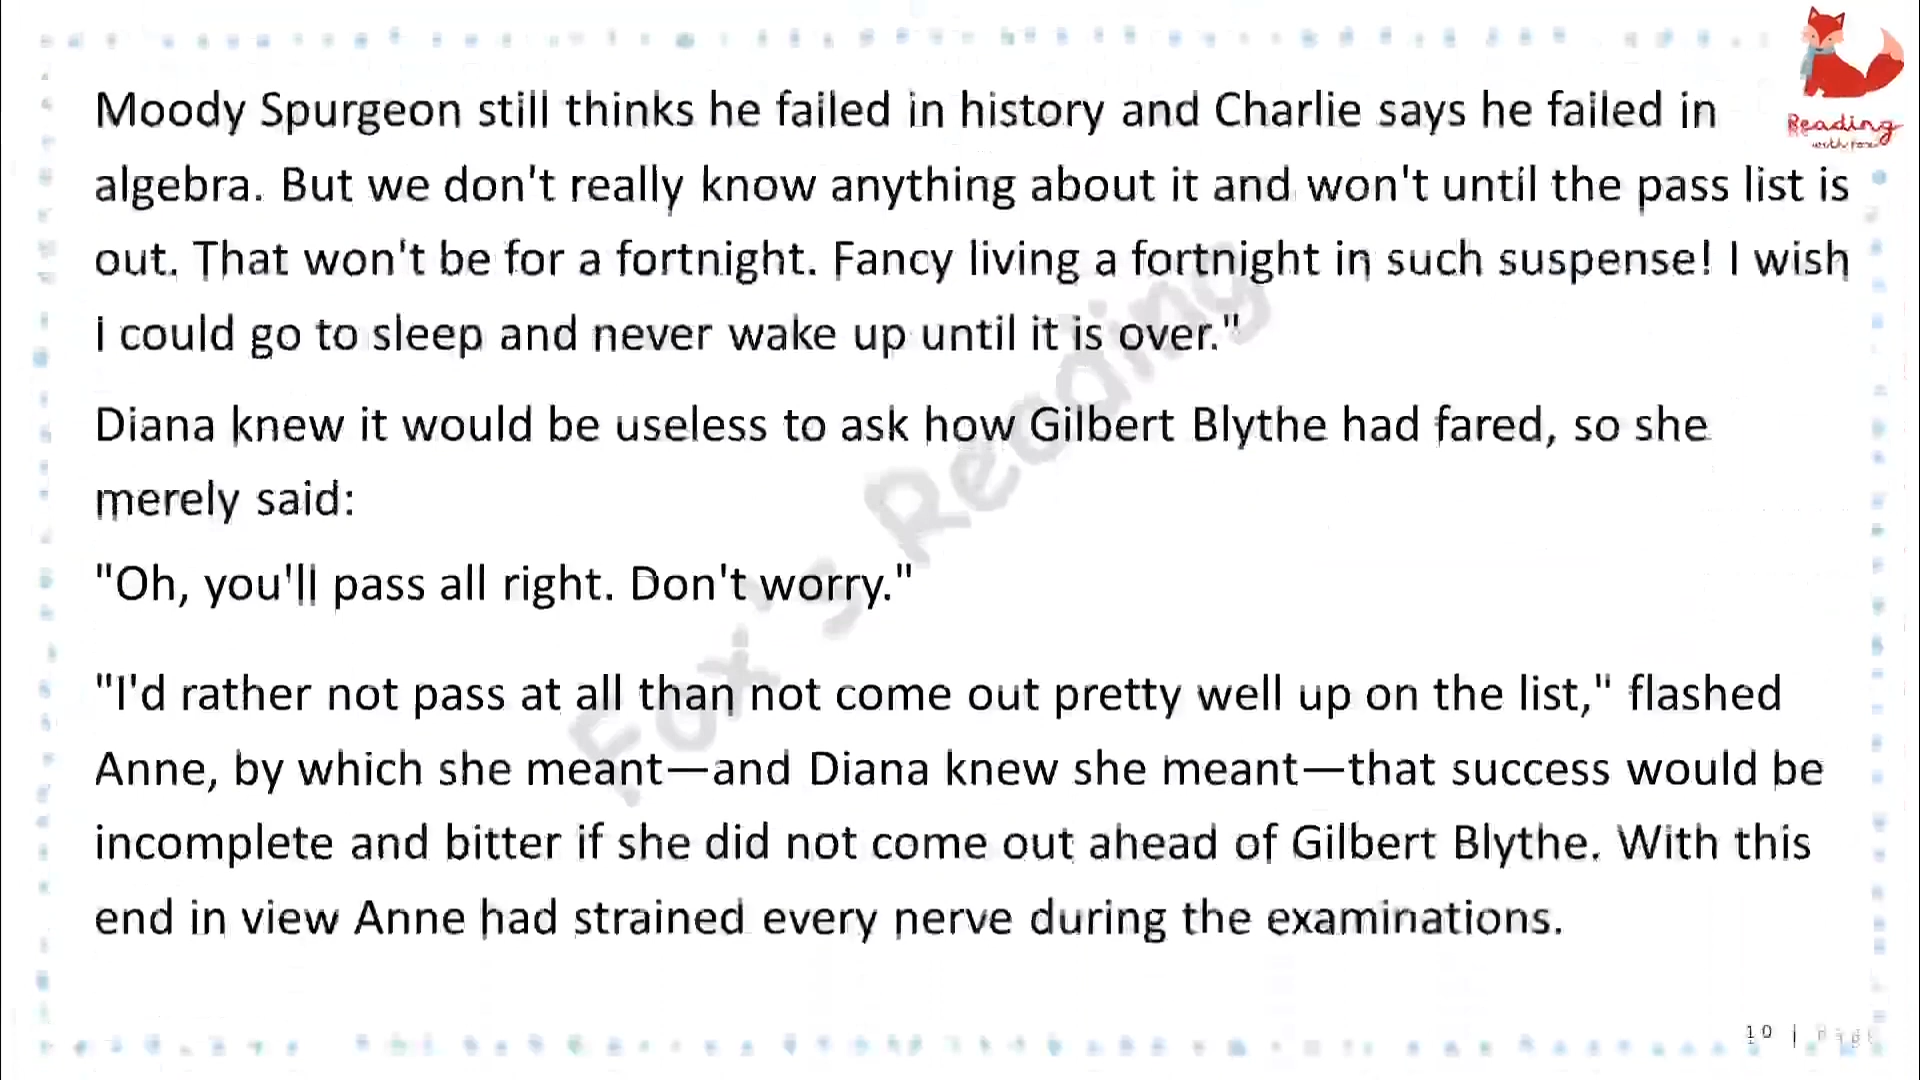 Moody Spurgeon still thinks he failed in history and Charlie says he failed in
algebra. But we don't really know anything about it and won't until the pass list is
out. That won't be for a fortnight. Fancy living a fortnight in such suspense! I wish
I could go to sleep and never wake up until it is over."
Diana knew it would be useless to ask how Gilbert Blythe had fared, so she
merely said:
"Oh, you'll pass all right. Don't worry."
"I'd rather not pass at all than not come out pretty well up on the list," flashed
Anne, by which she meant—and Diana knew she meant—that success would be
incomplete and bitter if she did not come out ahead of Gilbert Blythe. With this
end in view Anne had strained every nerve during the examinations.
Reading
with fox
Fox's Reading
10 | Page